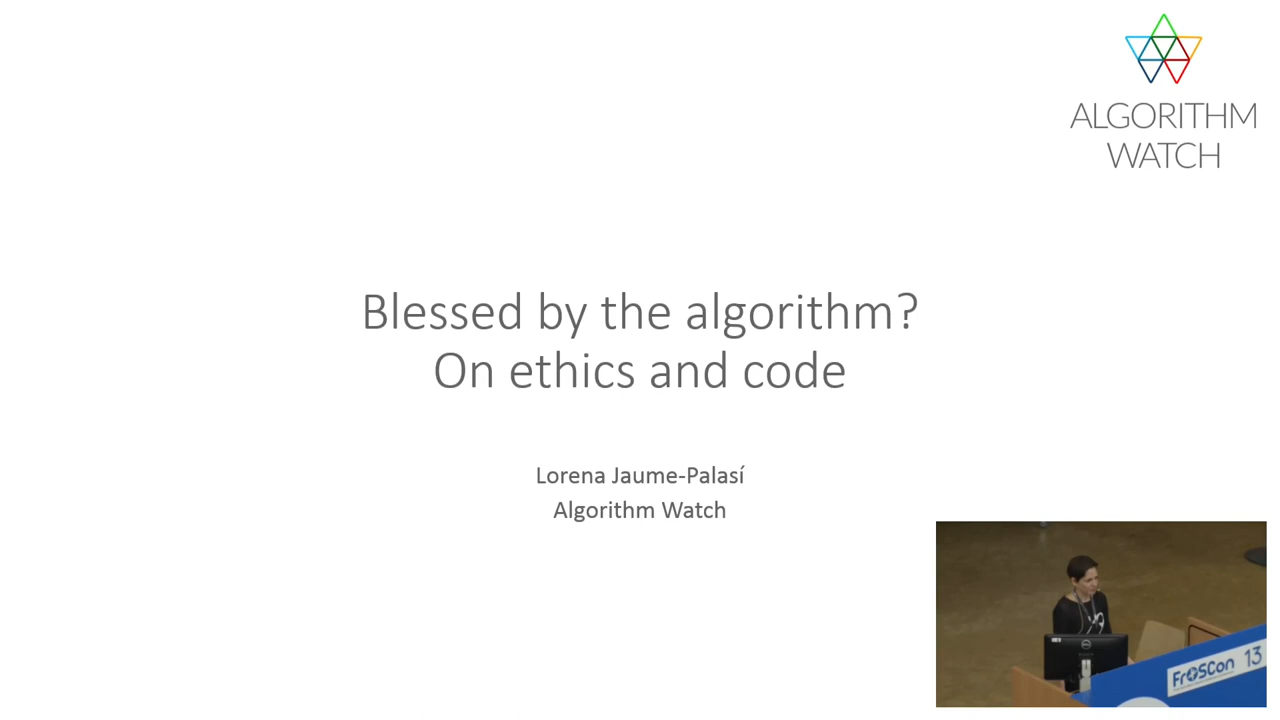 ALGORITHM
WATCH
Blessed by the algorithm?
On ethics and code
Lorena Jaume-Palasí
Algorithm Watch
FrOSCon 13